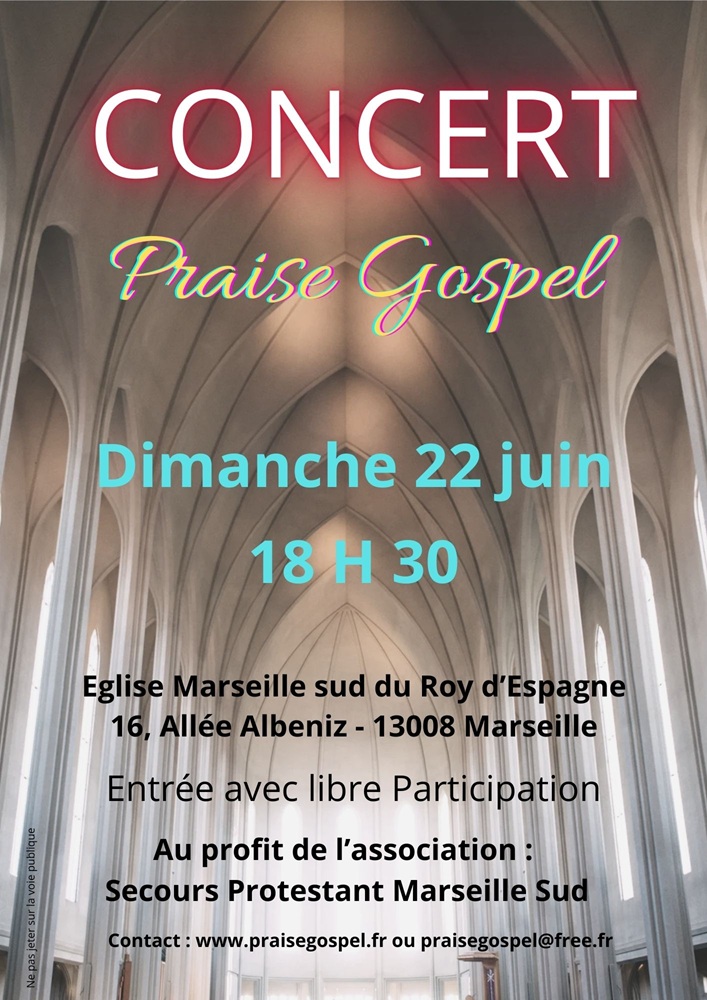 CONCERT
Praise Gospel
Dimanche 22 juin
18 H 30
Eglise Marseille sud du Roy d’Espagne
16, Allée Albeniz - 13008 Marseille
Entrée avec libre Participation
Au profit de l’association :
Secours Protestant Marseille Sud
Contact : www.praisegospel.fr ou praisegospel@free.fr
Ne pas jeter sur la voie publique